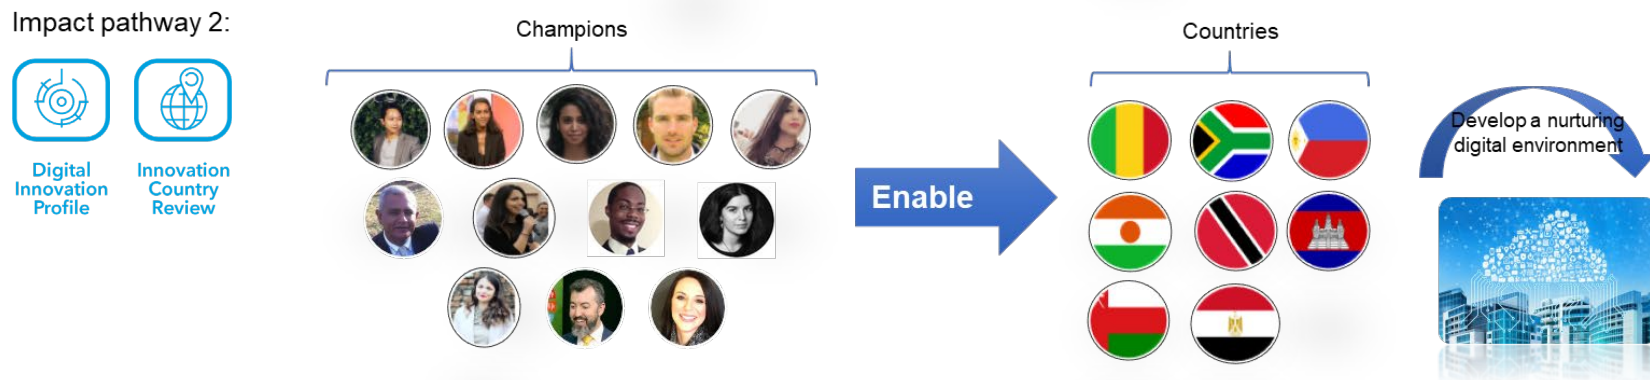 Impact pathway 2:
Digital
Innovation
Profile
Innovation
Country
Review
Champions
Enable
Countries
Develop a nurturing
digital environment